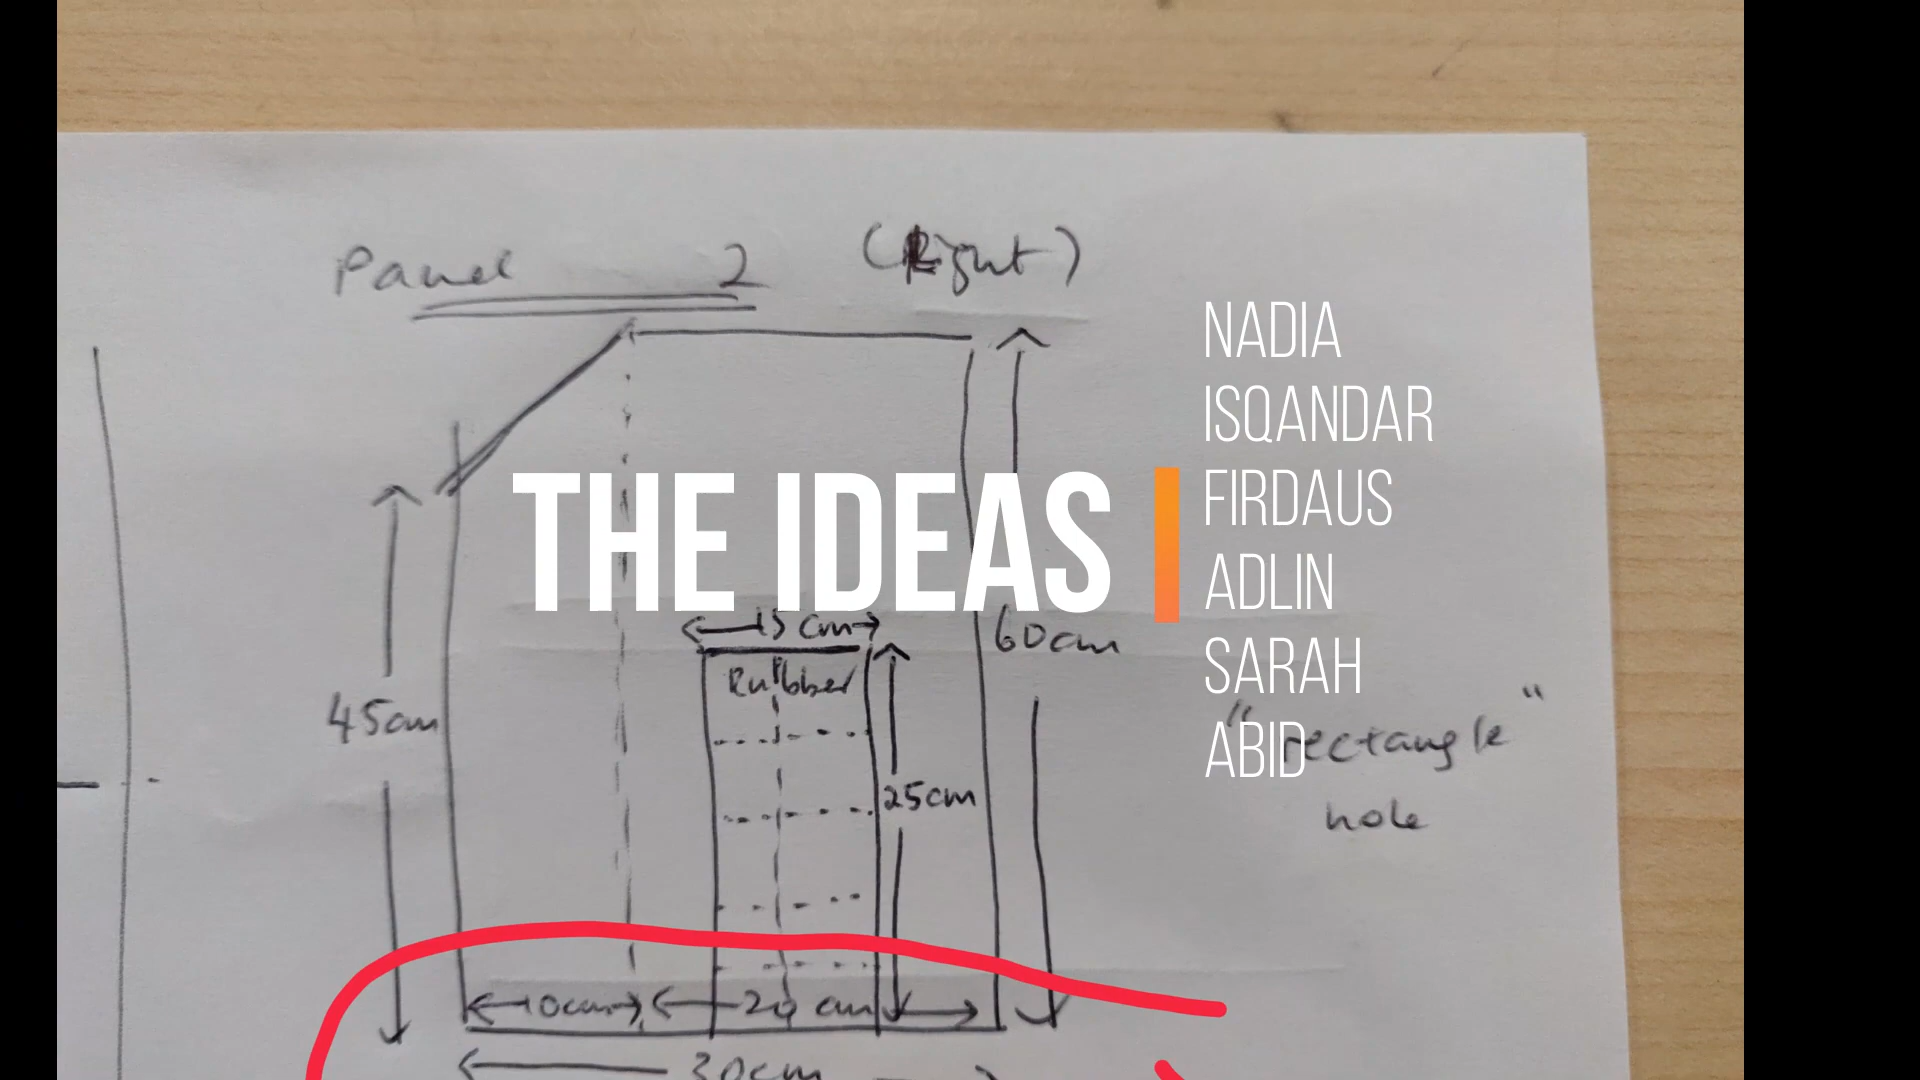 Panel 2 (Right)
NADIA
ISQANDAR
THE IDEAS
FIRDAUS
ADLIN
SARAH
ABID
15 cm
60cm
Rubber
45cm
"rectangle"
hole
25cm
10cm
20 cm
30cm